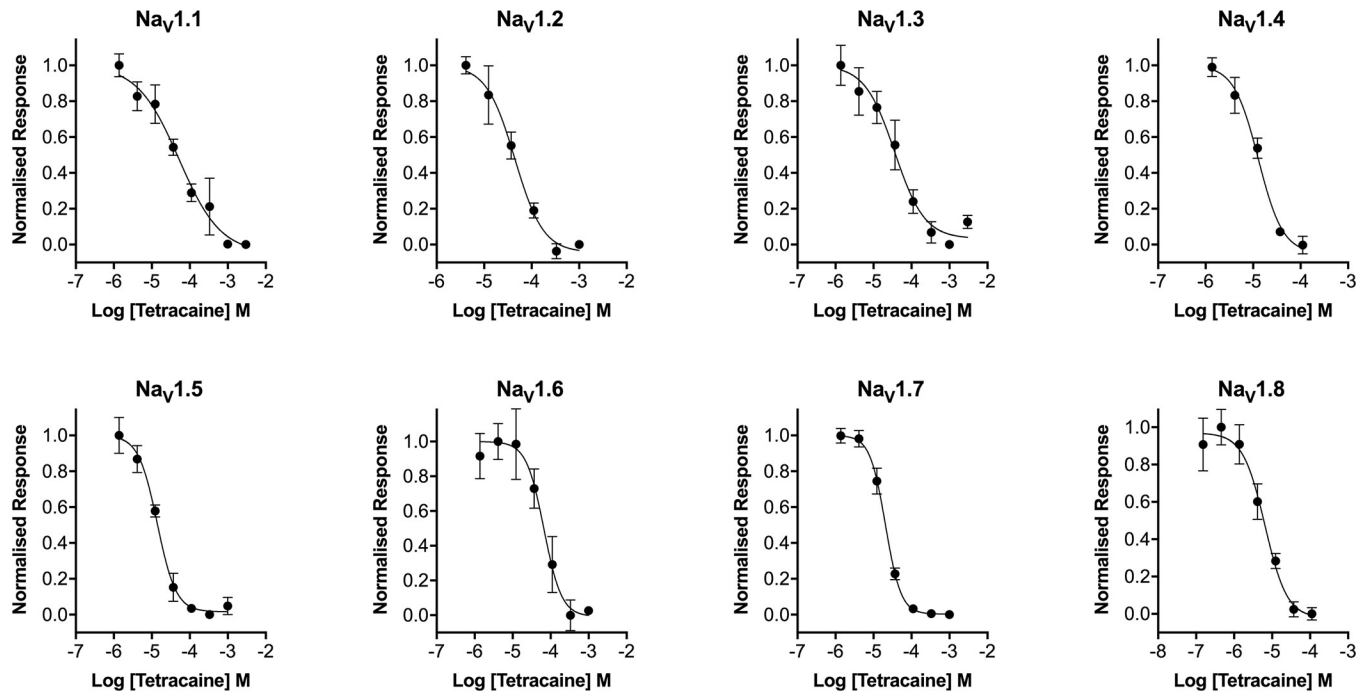 NaV1.1
NaV1.2
NaV1.3
NaV1.4
Normalised Response
1.0
0.8
0.6
0.4
0.2
0.0
-7 -6 -5 -4 -3 -2
Log [Tetracaine] M
Normalised Response
1.0
0.8
0.6
0.4
0.2
0.0
-6 -5 -4 -3 -2
Log [Tetracaine] M
Normalised Response
1.0
0.8
0.6
0.4
0.2
0.0
-7 -6 -5 -4 -3 -2
Log [Tetracaine] M
Normalised Response
1.0
0.8
0.6
0.4
0.2
0.0
-7 -6 -5 -4 -3
Log [Tetracaine] M
NaV1.5
NaV1.6
NaV1.7
NaV1.8
Normalised Response
1.0
0.8
0.6
0.4
0.2
0.0
-7 -6 -5 -4 -3 -2
Log [Tetracaine] M
Normalised Response
1.0
0.8
0.6
0.4
0.2
0.0
-7 -6 -5 -4 -3 -2
Log [Tetracaine] M
Normalised Response
1.0
0.8
0.6
0.4
0.2
0.0
-7 -6 -5 -4 -3 -2
Log [Tetracaine] M
Normalised Response
1.0
0.8
0.6
0.4
0.2
0.0
-8 -7 -6 -5 -4 -3
Log [Tetracaine] M